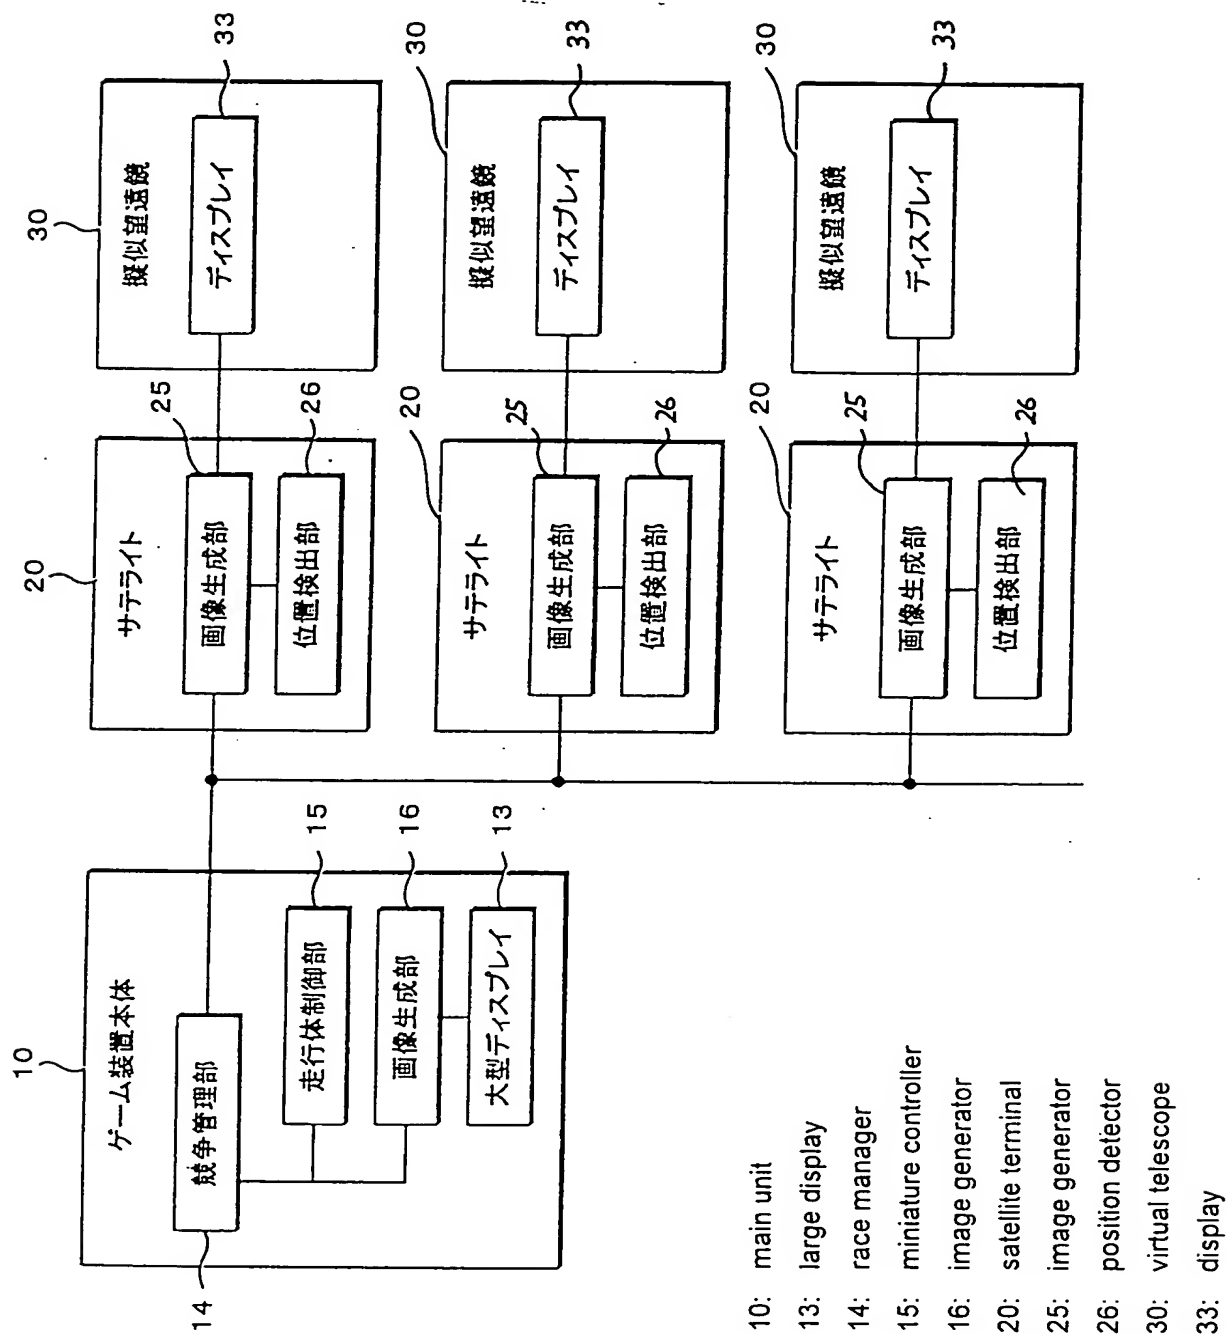 10
ゲーム装置本体
14
競争管理部
15
走行体制御部
16
画像生成部
13
大型ディスプレイ
20
サテライト
25
画像生成部
26
位置検出部
30
擬似望遠鏡
33
ディスプレイ
20
サテライト
25
画像生成部
26
位置検出部
30
擬似望遠鏡
33
ディスプレイ
20
サテライト
25
画像生成部
26
位置検出部
30
擬似望遠鏡
33
ディスプレイ
10: main unit
13: large display
14: race manager
15: miniature controller
16: image generator
20: satellite terminal
25: image generator
26: position detector
30: virtual telescope
33: display